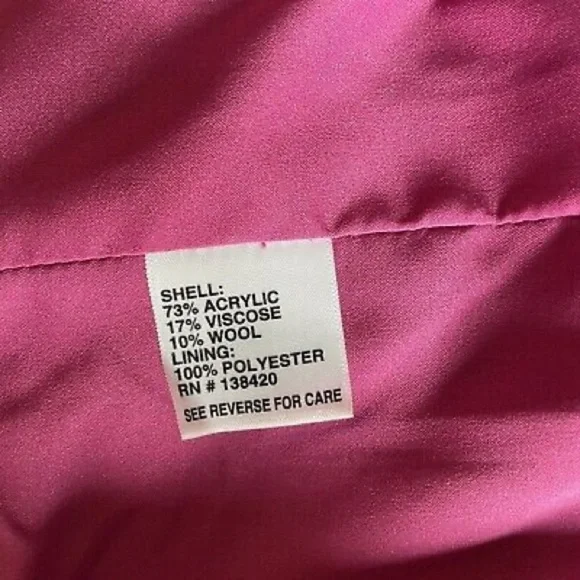 SHELL:
73% ACRYLIC
17% VISCOSE
10% WOOL
LINING:
100% POLYESTER
RN # 138420
SEE REVERSE FOR CARE